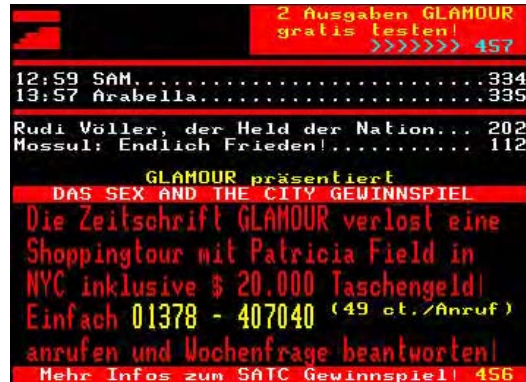 2 Ausgaben GLAMOUR
gratis testen!
>>>>>>> 457
12:59 SAM............................334
13:57 Arabella.......................335
Rudi Völler, der Held der Nation... 202
Mossul: Endlich Frieden!........... 112
GLAMOUR präsentiert
DAS SEX AND THE CITY GEWINNSPIEL
Die Zeitschrift GLAMOUR verlost eine
Shoppingtour mit Patricia Field in
NYC inklusive $ 20.000 Taschengeld!
Einfach 01378 - 407040 (49 ct./Anruf)
anrufen und Wochenfrage beantworten!
Mehr Infos zum SATC Gewinnspiel! 456